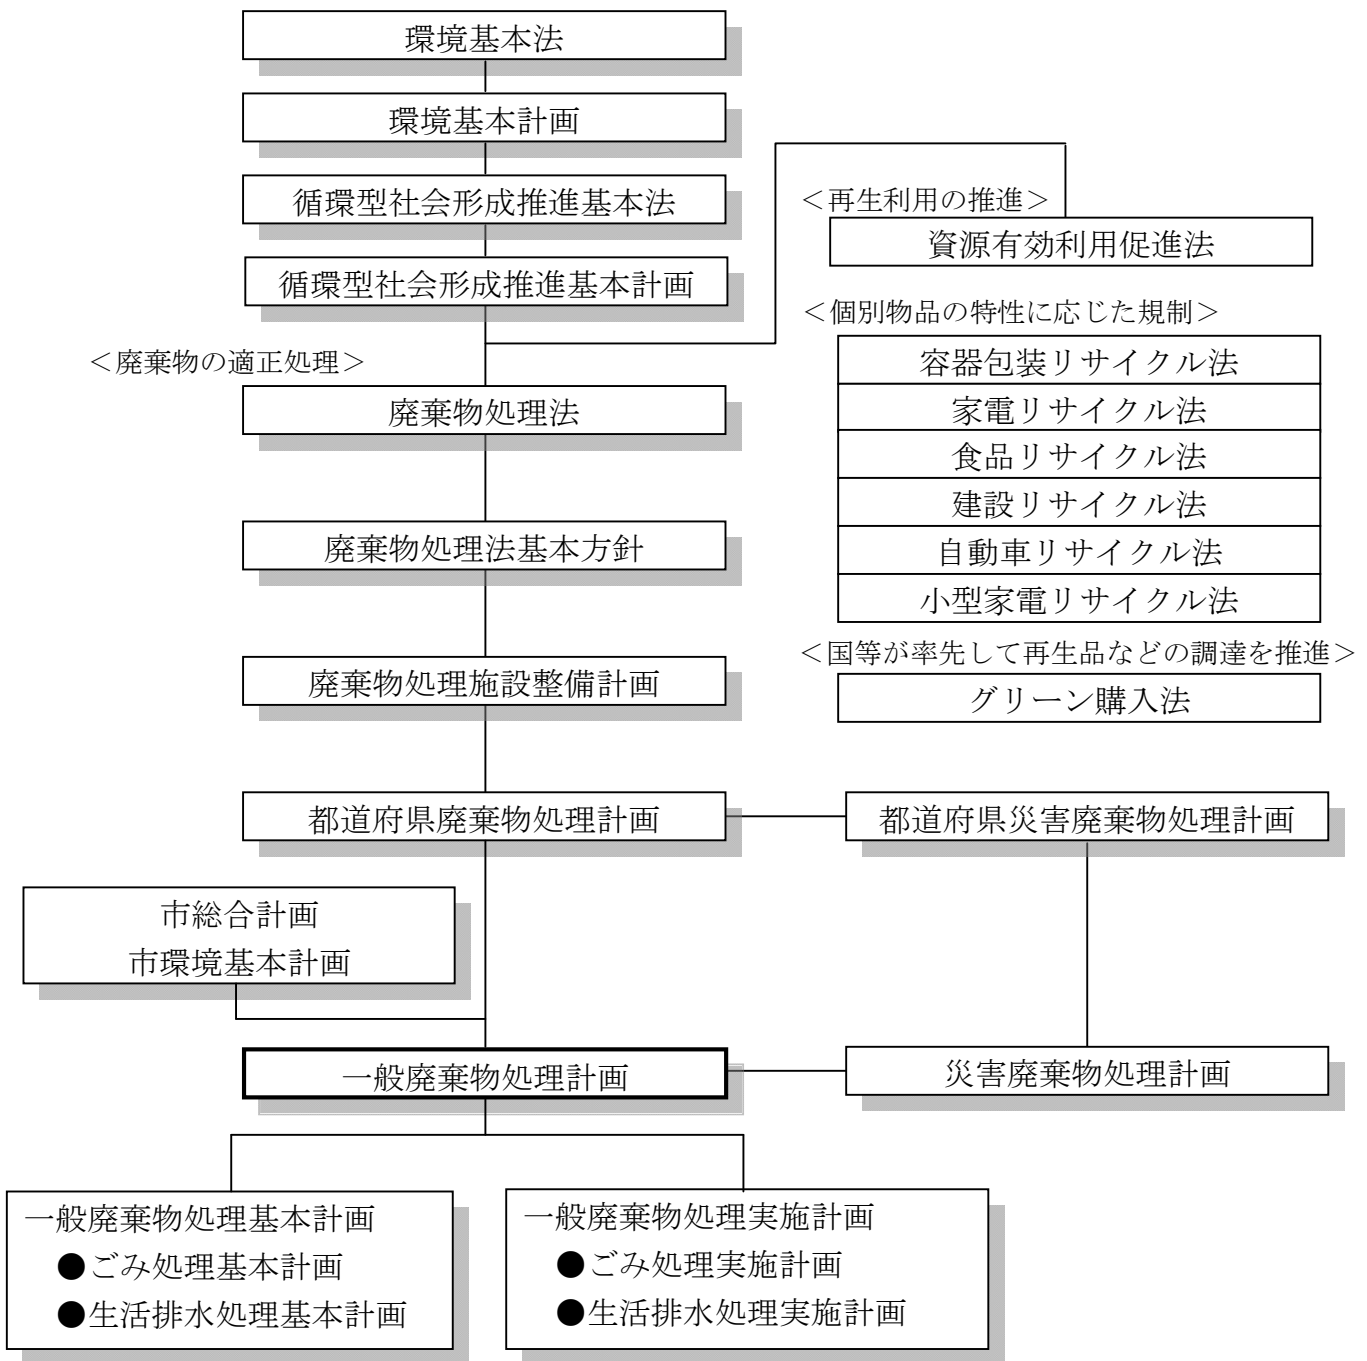 環境基本法
環境基本計画
循環型社会形成推進基本法
循環型社会形成推進基本計画
＜再生利用の推進＞
資源有効利用促進法
＜個別物品の特性に応じた規制＞
容器包装リサイクル法
家電リサイクル法
食品リサイクル法
建設リサイクル法
自動車リサイクル法
小型家電リサイクル法
＜国等が率先して再生品などの調達を推進＞
グリーン購入法
＜廃棄物の適正処理＞
廃棄物処理法
廃棄物処理法基本方針
廃棄物処理施設整備計画
都道府県廃棄物処理計画
都道府県災害廃棄物処理計画
市総合計画
市環境基本計画
一般廃棄物処理計画
災害廃棄物処理計画
一般廃棄物処理基本計画
●ごみ処理基本計画
●生活排水処理基本計画
一般廃棄物処理実施計画
●ごみ処理実施計画
●生活排水処理実施計画